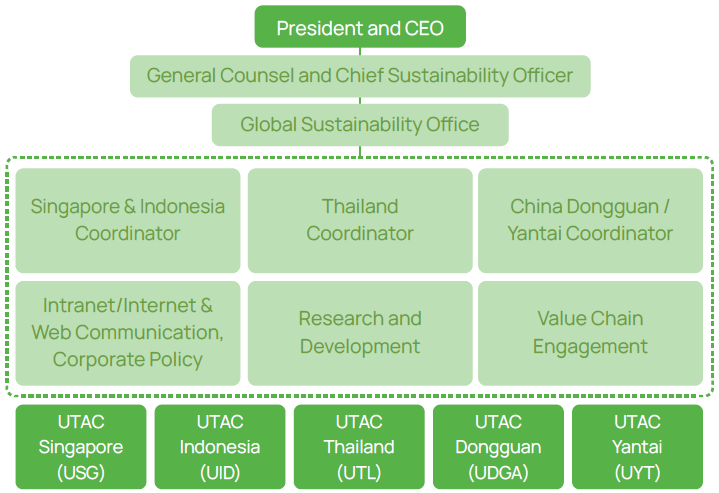 President and CEO
General Counsel and Chief Sustainability Officer
Global Sustainability Office
Singapore & Indonesia
Coordinator
Thailand
Coordinator
China Dongguan /
Yantai Coordinator
Intranet/Internet &
Web Communication,
Corporate Policy
Research and
Development
Value Chain
Engagement
UTAC
Singapore
(USG)
UTAC
Indonesia
(UID)
UTAC
Thailand
(UTL)
UTAC
Dongguan
(UDGA)
UTAC
Yantai
(UYT)